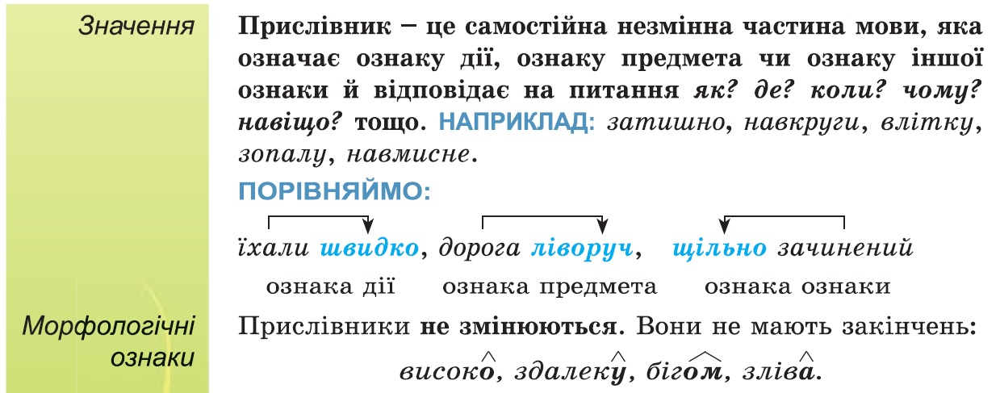 Значення
Прислівник – це самостійна незмінна частина мови, яка
означає ознаку дії, ознаку предмета чи ознаку іншої
ознаки й відповідає на питання як? де? коли? чому?
навіщо? тощо. НАПРИКЛАД: затишно, навкруги, влітку,
зопалу, навмисне.
ПОРІВНЯЙМО:
їхали швидко, дорога ліворуч, щільно зачинений
ознака дії ознака предмета ознака ознаки
Морфологічні
ознаки
Прислівники не змінюються. Вони не мають закінчень:
високо, здалеку, бігом, зліва.